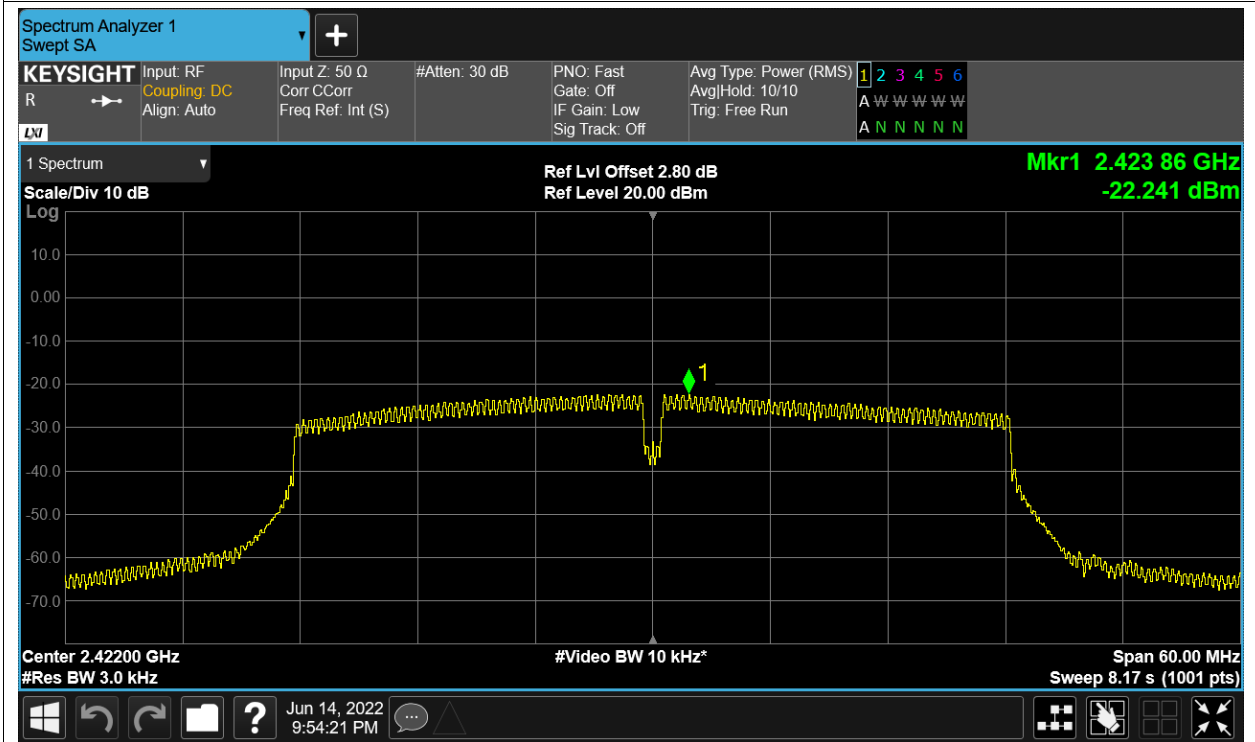 Spectrum Analyzer 1
Swept SA
+
KEYSIGHT
R
LXI
Input: RF
Coupling: DC
Align: Auto
Input Z: 50 Ω
Corr CCorr
Freq Ref: Int (S)
#Atten: 30 dB
PNO: Fast
Gate: Off
IF Gain: Low
Sig Track: Off
Avg Type: Power (RMS)
Avg|Hold: 10/10
Trig: Free Run
1 2 3 4 5 6
A W W W W W
A N N N N N
1 Spectrum
Scale/Div 10 dB
Log
Ref Lvl Offset 2.80 dB
Ref Level 20.00 dBm
Mkr1 2.423 86 GHz
-22.241 dBm
10.0
0.00
-10.0
-20.0
-30.0
-40.0
-50.0
-60.0
-70.0
1
Center 2.42200 GHz
#Res BW 3.0 kHz
#Video BW 10 kHz*
Span 60.00 MHz
Sweep 8.17 s (1001 pts)
?
Jun 14, 2022
9:54:21 PM